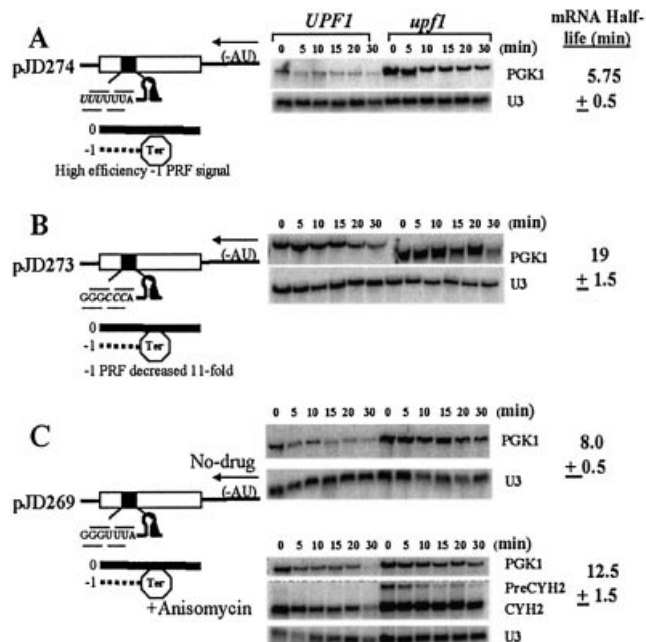 UPF1 upf1 mRNA Half-
life (min)
A
0 5 10 15 20 30 0 5 10 15 20 30 (min)
pJD274 (-AU)
PGK1 5.75
UUUUUUA
U3 ± 0.5
0
-1 Ter
High efficiency -1 PRF signal
B
0 5 10 15 20 30 0 5 10 15 20 30 (min)
pJD273 (-AU)
PGK1 19
GGGCCCA
U3 ± 1.5
0
-1 Ter
-1 PRF decreased 11-fold
C
0 5 10 15 20 30 0 5 10 15 20 30 (min)
PGK1 8.0
No-drug
± 0.5
pJD269 (-AU)
U3
GGGUUUA
0 5 10 15 20 30 0 5 10 15 20 30 (min)
0
PGK1 12.5
-1 Ter
PreCYH2 ± 1.5
+Anisomycin
CYH2
U3